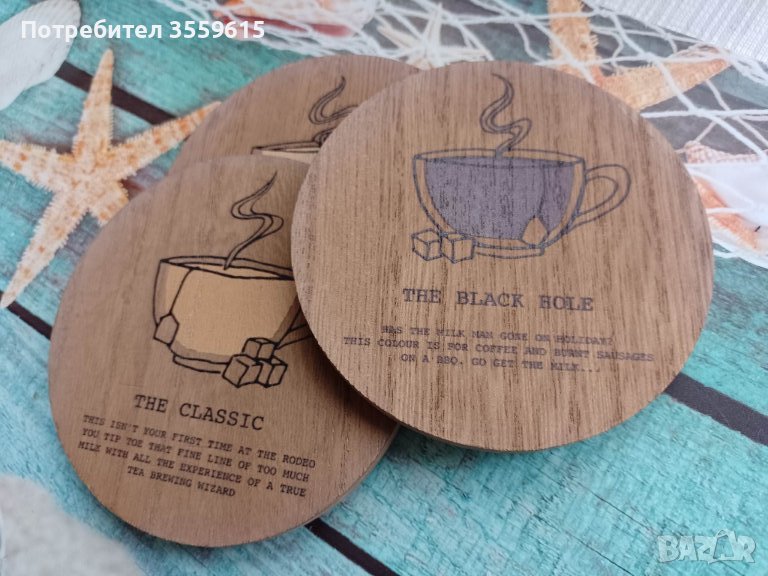 Потребител 3559615
THE BLACK HOLE
HAS THE MILK MAN GONE ON HOLIDAY?
THIS COLOUR IS FOR COFFEE AND BURNT SAUSAGES
ON A BBQ. GO GET THE MILK...
THE CLASSIC
THIS ISN'T YOUR FIRST TIME AT THE RODEO
YOU TIP TOE THAT FINE LINE OF TOO MUCH
MILK WITH ALL THE EXPERIENCE OF A TRUE
TEA BREWING WIZARD
BAZAR